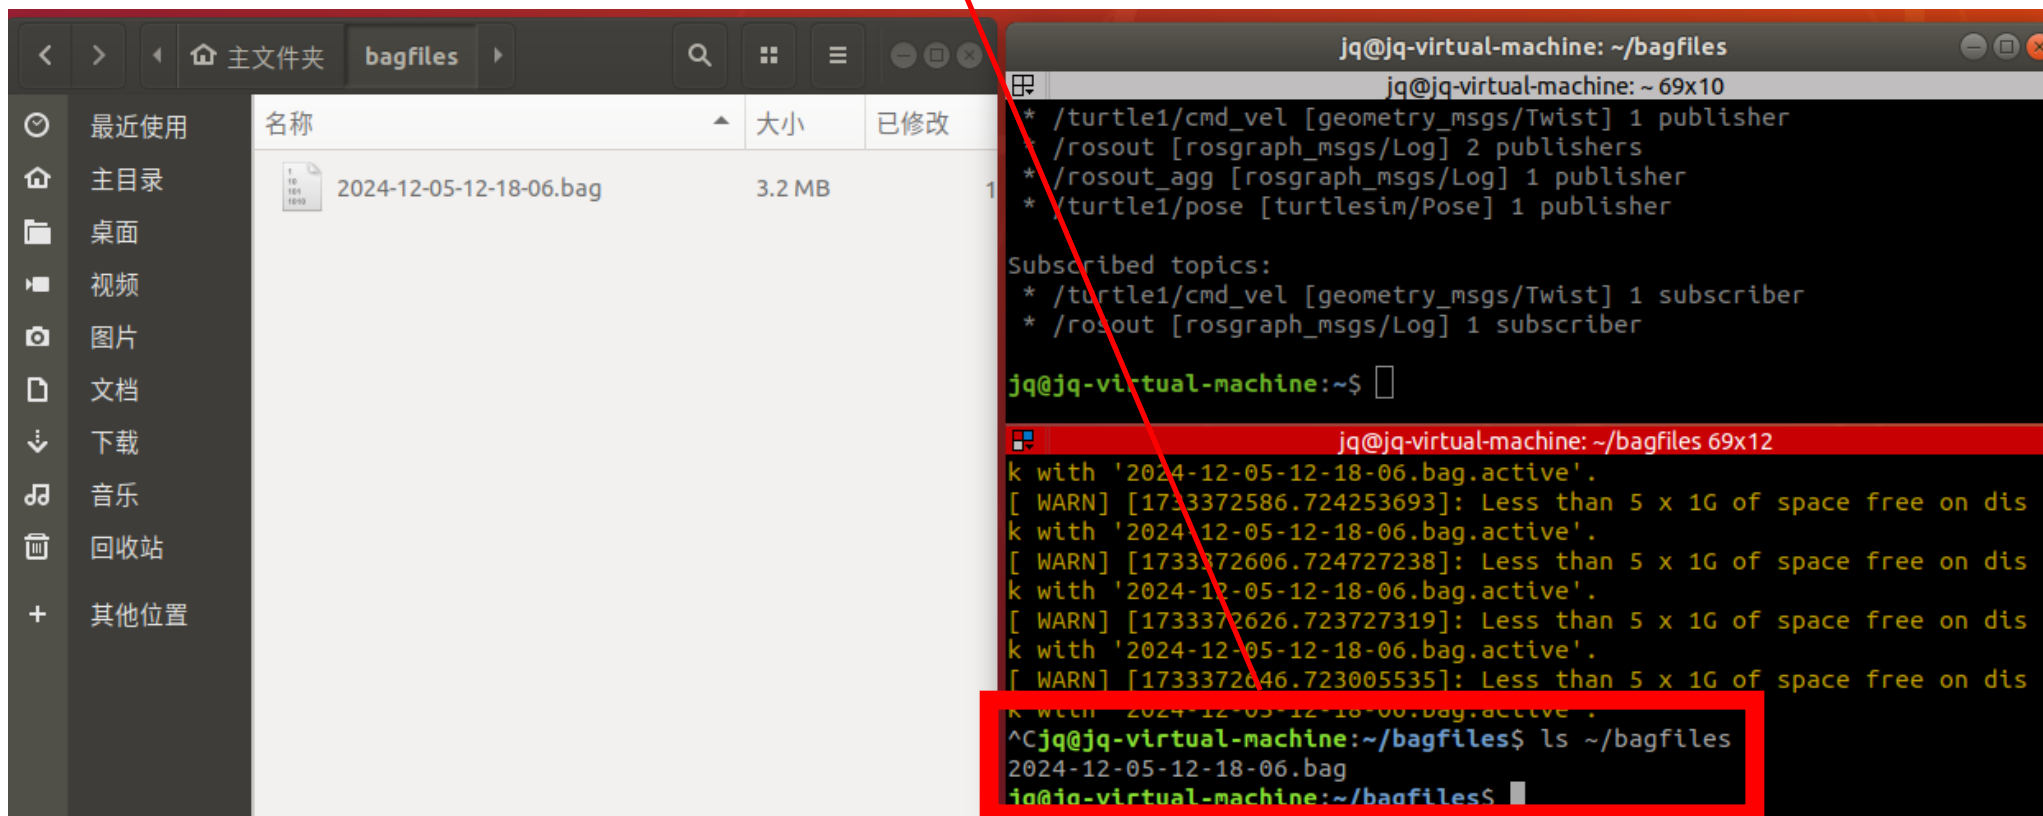 主文件夹 bagfiles
最近使用
主目录
桌面
视频
图片
文档
下载
音乐
回收站
+ 其他位置
名称 大小 已修改
2024-12-05-12-18-06.bag 3.2 MB 1
jq@jq-virtual-machine: ~/bagfiles
jq@jq-virtual-machine: ~ 69x10
* /turtle1/cmd_vel [geometry_msgs/Twist] 1 publisher
* /rosout [rosgraph_msgs/Log] 2 publishers
* /rosout_agg [rosgraph_msgs/Log] 1 publisher
* /turtle1/pose [turtlesim/Pose] 1 publisher
Subscribed topics:
* /turtle1/cmd_vel [geometry_msgs/Twist] 1 subscriber
* /rosout [rosgraph_msgs/Log] 1 subscriber
jq@jq-virtual-machine:~$
jq@jq-virtual-machine: ~/bagfiles 69x12
k with '2024-12-05-12-18-06.bag.active'.
[ WARN] [1733372586.724253693]: Less than 5 x 1G of space free on dis
k with '2024-12-05-12-18-06.bag.active'.
[ WARN] [1733372606.724727238]: Less than 5 x 1G of space free on dis
k with '2024-12-05-12-18-06.bag.active'.
[ WARN] [1733372626.723727319]: Less than 5 x 1G of space free on dis
k with '2024-12-05-12-18-06.bag.active'.
[ WARN] [1733372646.723005535]: Less than 5 x 1G of space free on dis
k with '2024-12-05-12-18-06.bag.active'.
^Cjq@jq-virtual-machine:~/bagfiles$ ls ~/bagfiles
2024-12-05-12-18-06.bag
jq@jq-virtual-machine:~/bagfiles$